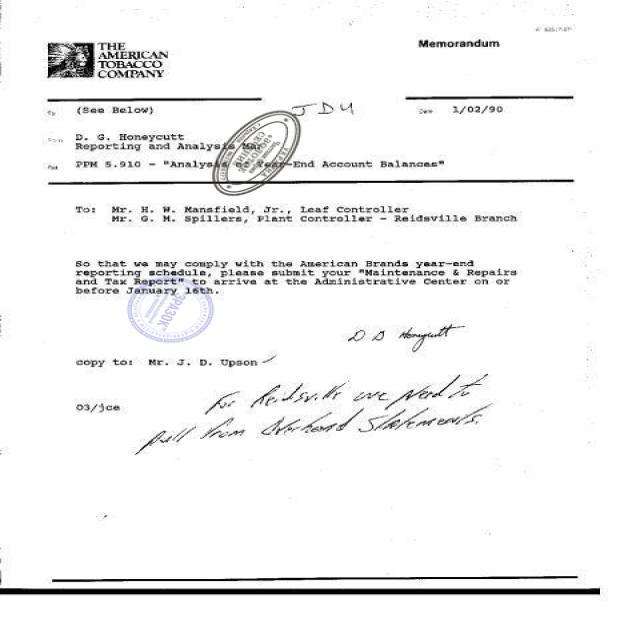 THE
AMERICAN
TOBACCO
COMPANY
Memorandum
To (See Below)
JDU
Date 1/02/90
From D. G. Honeycutt
Reporting and Analysis
Re: PPM 5.910 - "Analysis of Year-End Account Balances"
To: Mr. H. W. Mansfield, Jr., Leaf Controller
Mr. G. M. Spillers, Plant Controller - Reidsville Branch
So that we may comply with the American Brands year-end
reporting schedule, please submit your "Maintenance & Repairs
and Tax Report" to arrive at the Administrative Center on or
before January 16th.
ЗРАЗОК
D G Honeycutt
copy to: Mr. J. D. Upson
03/jce
For Reidsville we need to
pull from Overhead Statements.